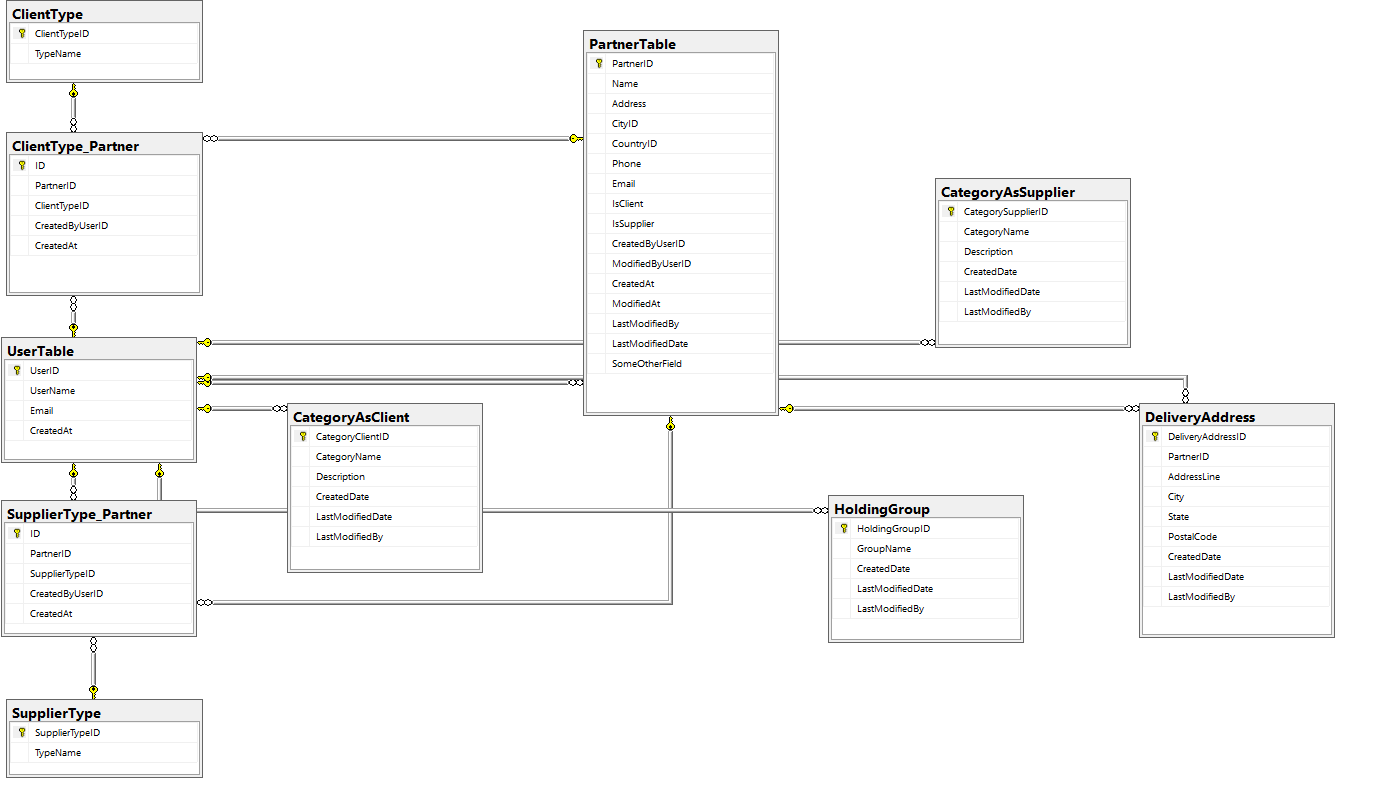 ClientType
ClientTypeID
TypeName
ClientType_Partner
ID
PartnerID
ClientTypeID
CreatedByUserID
CreatedAt
UserTable
UserID
UserName
Email
CreatedAt
SupplierType_Partner
ID
PartnerID
SupplierTypeID
CreatedByUserID
CreatedAt
SupplierType
SupplierTypeID
TypeName
CategoryAsClient
CategoryClientID
CategoryName
Description
CreatedDate
LastModifiedDate
LastModifiedBy
PartnerTable
PartnerID
Name
Address
CityID
CountryID
Phone
Email
IsClient
IsSupplier
CreatedByUserID
ModifiedByUserID
CreatedAt
ModifiedAt
LastModifiedBy
LastModifiedDate
SomeOtherField
HoldingGroup
HoldingGroupID
GroupName
CreatedDate
LastModifiedDate
LastModifiedBy
CategoryAsSupplier
CategorySupplierID
CategoryName
Description
CreatedDate
LastModifiedDate
LastModifiedBy
DeliveryAddress
DeliveryAddressID
PartnerID
AddressLine
City
State
PostalCode
CreatedDate
LastModifiedDate
LastModifiedBy